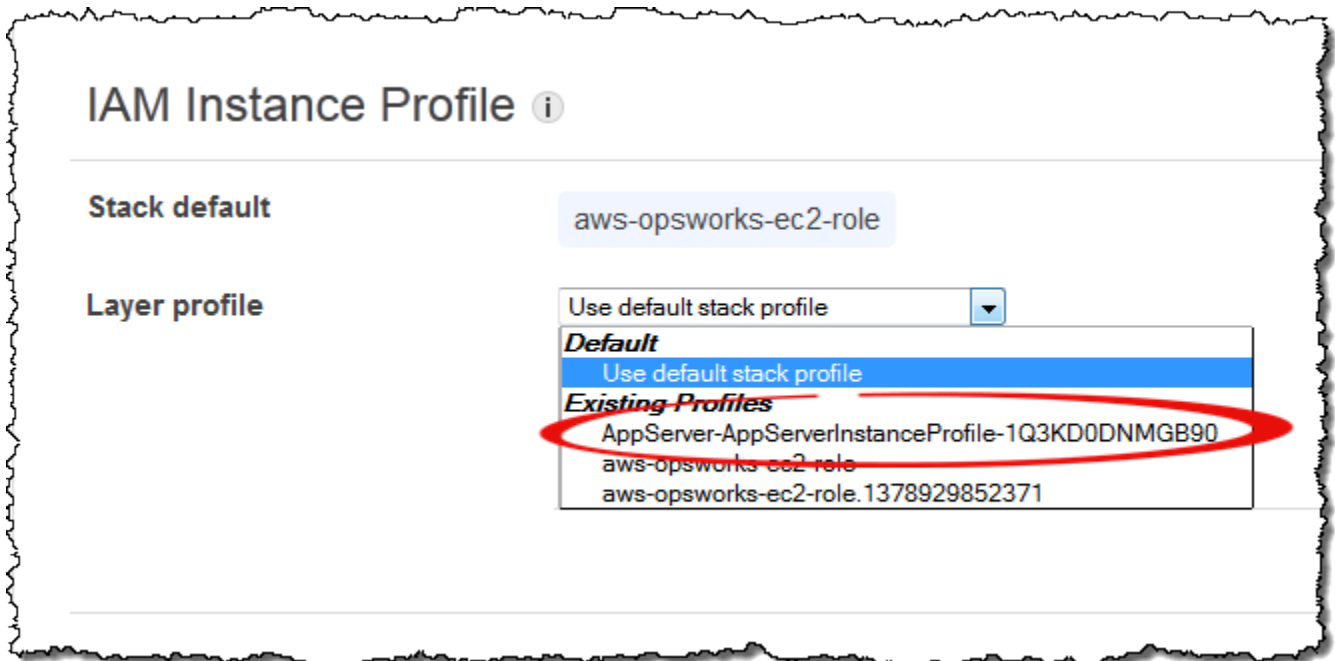 IAM Instance Profile i
Stack default
aws-opsworks-ec2-role
Layer profile
Use default stack profile
Default
Use default stack profile
Existing Profiles
AppServer-AppServerInstanceProfile-1Q3KD0DNMGB90
aws-opsworks-ec2-role
aws-opsworks-ec2-role.1378929852371